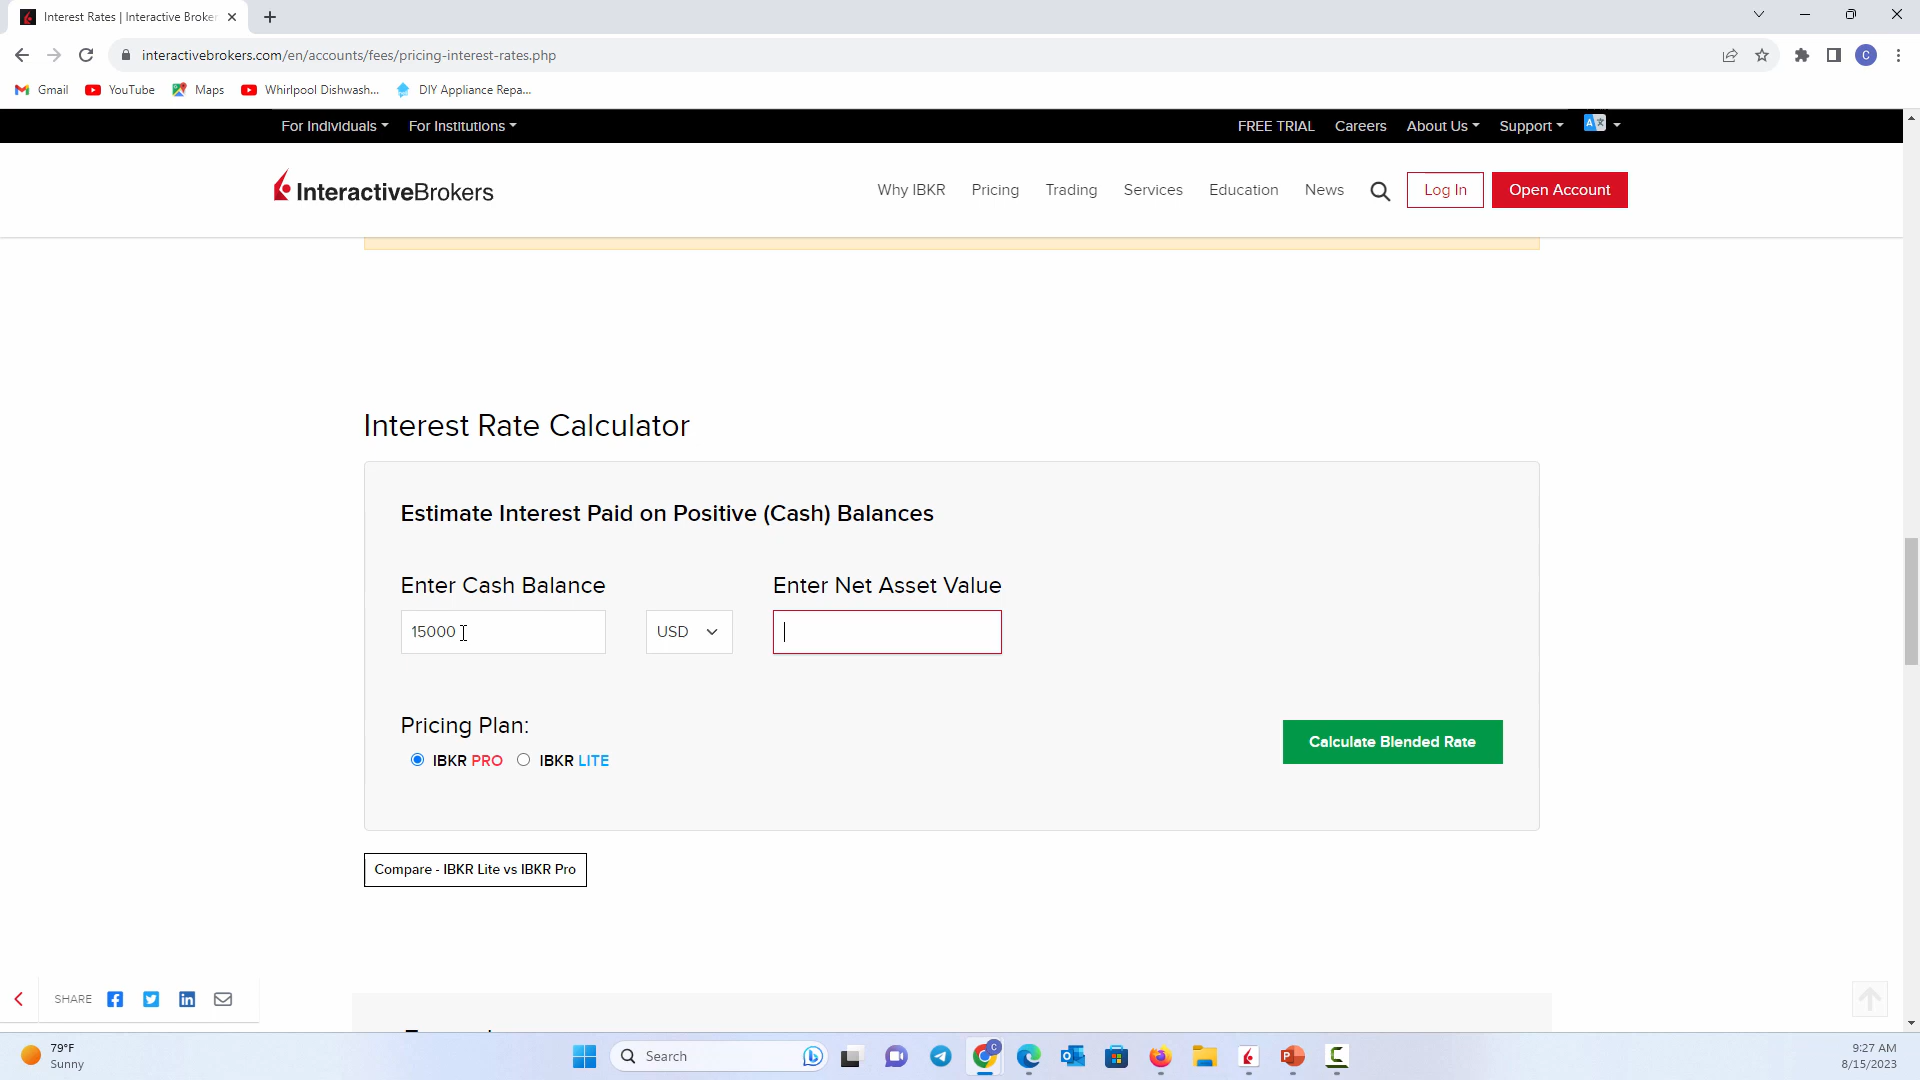 Interest Rates | Interactive Broker
interactivebrokers.com/en/accounts/fees/pricing-interest-rates.php
C
Gmail
YouTube
Maps
Whirlpool Dishwash...
DIY Appliance Repa...
For Individuals
For Institutions
FREE TRIAL
Careers
About Us
Support
InteractiveBrokers
Why IBKR
Pricing
Trading
Services
Education
News
Log In
Open Account
Interest Rate Calculator
Estimate Interest Paid on Positive (Cash) Balances
Enter Cash Balance
Enter Net Asset Value
15000
USD
Pricing Plan:
IBKR PRO
IBKR LITE
Calculate Blended Rate
Compare - IBKR Lite vs IBKR Pro
SHARE
79°F
Sunny
Search
9:27 AM
8/15/2023